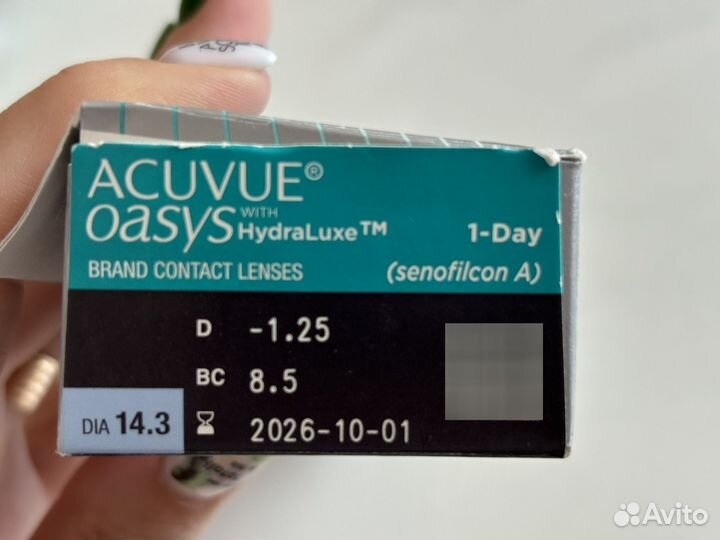 ACUVUE®
OASYS WITH HydraLuxe™ 1-Day
BRAND CONTACT LENSES (senofilcon A)
D -1.25
BC 8.5
DIA 14.3 2026-10-01
Avito